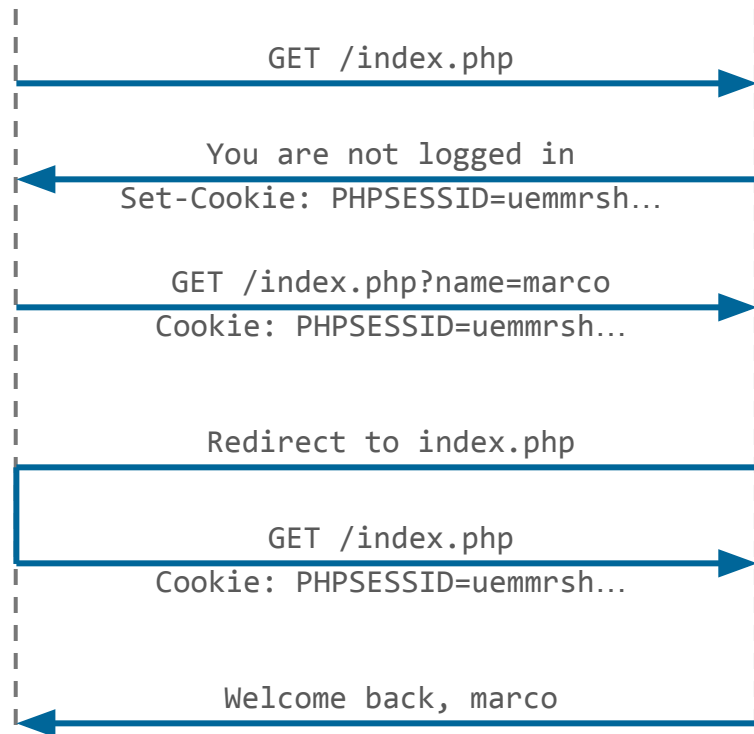 GET /index.php
You are not logged in
Set-Cookie: PHPSESSID=uemmrsh…
GET /index.php?name=marco
Cookie: PHPSESSID=uemmrsh…
Redirect to index.php
GET /index.php
Cookie: PHPSESSID=uemmrsh…
Welcome back, marco